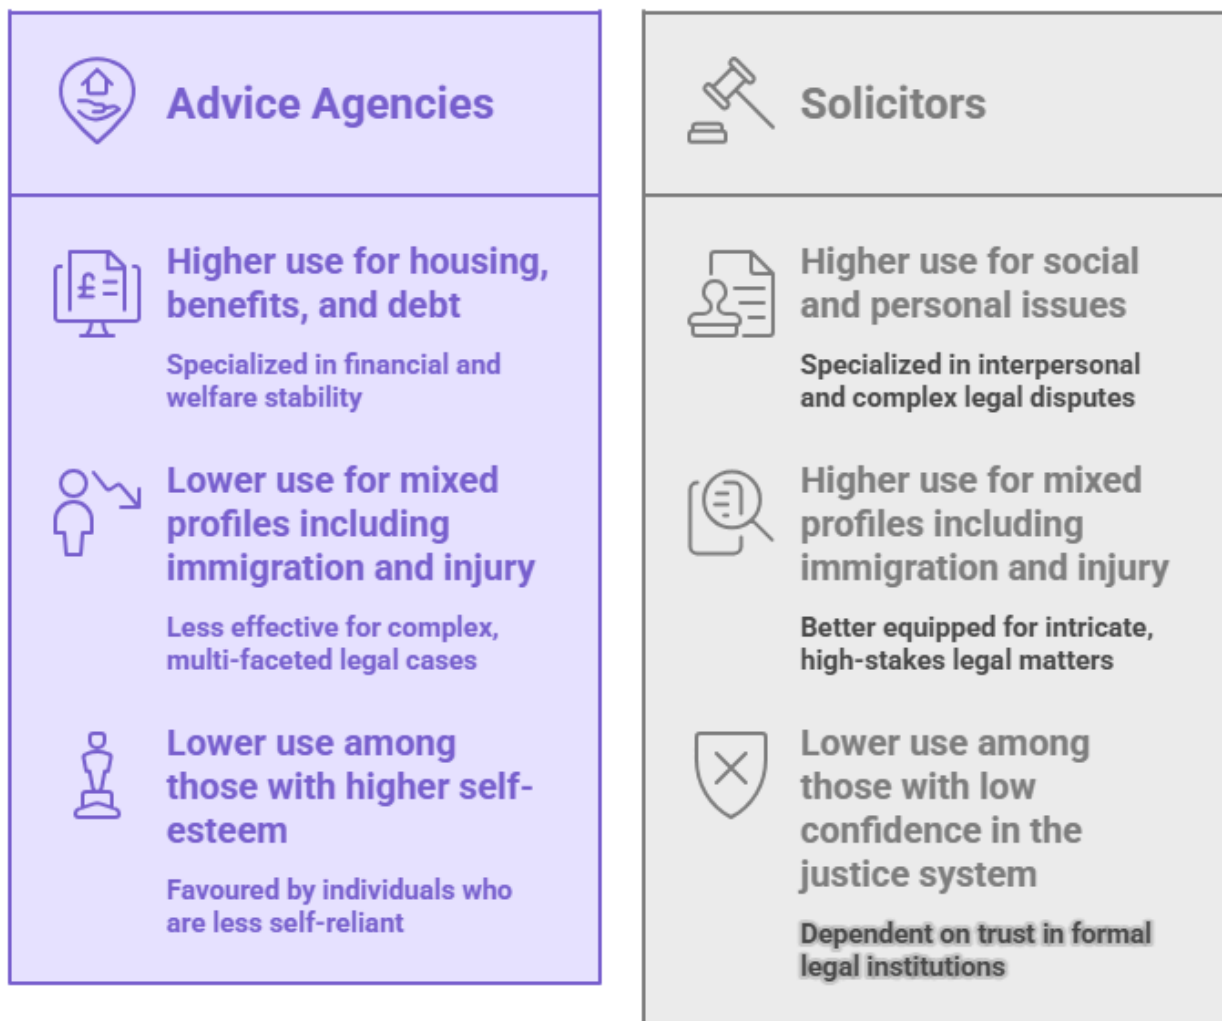 Advice Agencies
Higher use for housing,
benefits, and debt
Specialized in financial and
welfare stability
Lower use for mixed
profiles including
immigration and injury
Less effective for complex,
multi-faceted legal cases
Lower use among
those with higher self-
esteem
Favoured by individuals who
are less self-reliant
Solicitors
Higher use for social
and personal issues
Specialized in interpersonal
and complex legal disputes
Higher use for mixed
profiles including
immigration and injury
Better equipped for intricate,
high-stakes legal matters
Lower use among
those with low
confidence in the
justice system
Dependent on trust in formal
legal institutions